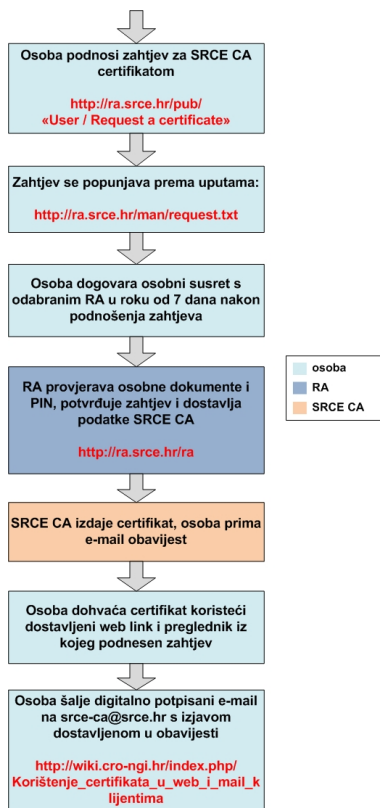 Osoba podnosi zahtjev za SRCE CA
certifikatom
http://ra.srce.hr/pub/
«User / Request a certificate»
Zahtjev se popunjava prema uputama:
http://ra.srce.hr/man/request.txt
Osoba dogovara osobni susret s
odabranim RA u roku od 7 dana nakon
podnošenja zahtjeva
RA provjerava osobne dokumente i
PIN, potvrđuje zahtjev i dostavlja
podatke SRCE CA
http://ra.srce.hr/ra
SRCE CA izdaje certifikat, osoba prima
e-mail obavijest
Osoba dohvaća certifikat koristeći
dostavljeni web link i preglednik iz
kojeg podnesen zahtjev
Osoba šalje digitalno potpisani e-mail
na srce-ca@srce.hr s izjavom
dostavljenom u obavijesti
http://wiki.cro-ngi.hr/index.php/
Korištenje_certifikata_u_web_i_mail_k
lijentima
osoba
RA
SRCE CA